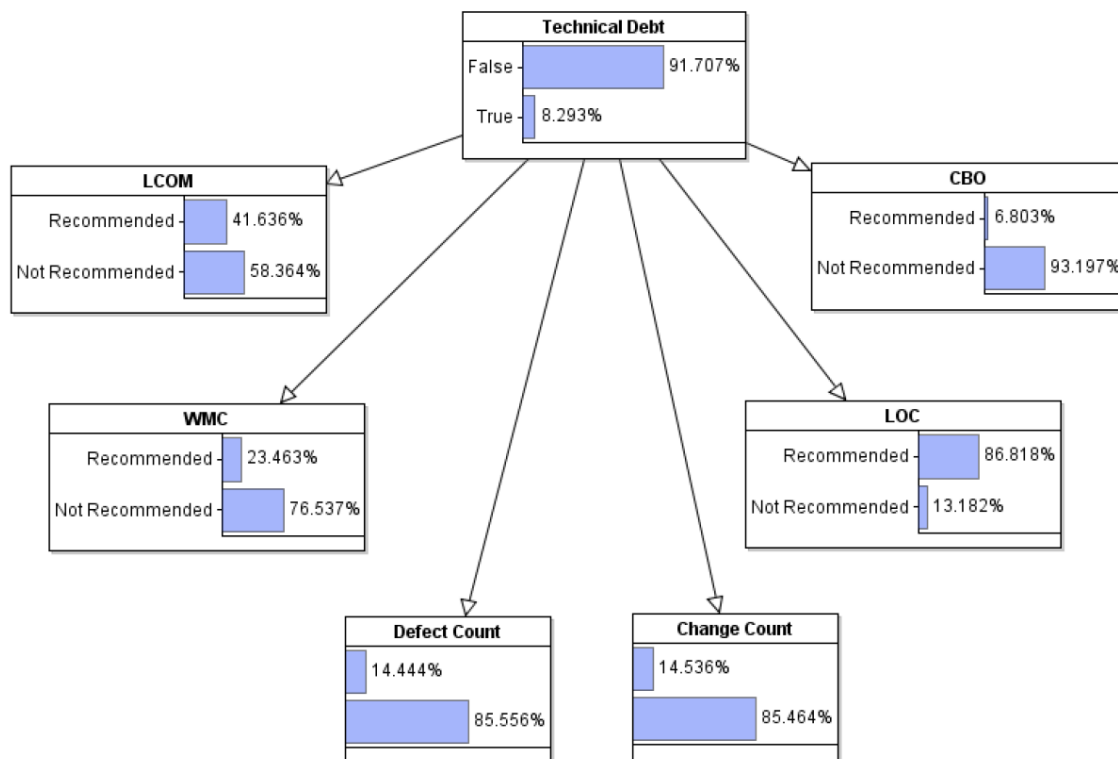 Technical Debt
False
91.707%
True
8.293%
LCOM
Recommended
41.636%
Not Recommended
58.364%
CBO
Recommended
6.803%
Not Recommended
93.197%
WMC
Recommended
23.463%
Not Recommended
76.537%
LOC
Recommended
86.818%
Not Recommended
13.182%
Defect Count
14.444%
85.556%
Change Count
14.536%
85.464%